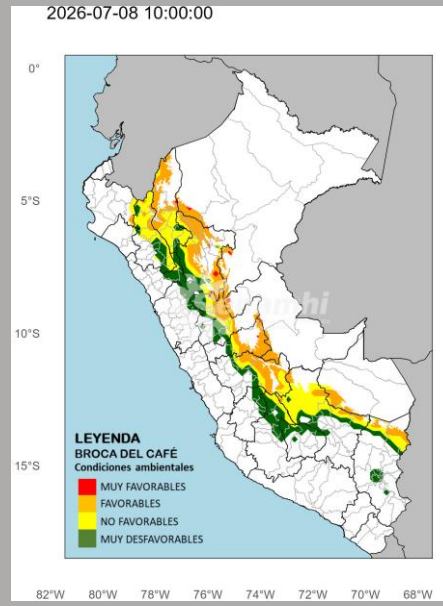 2026-07-08 10:00:00
0°
5°S
10°S
15°S
senamhi
LEYENDA
BROCA DEL CAFÉ
Condiciones ambientales
MUY FAVORABLES
FAVORABLES
NO FAVORABLES
MUY DESFAVORABLES
82°W 80°W 78°W 76°W 74°W 72°W 70°W 68°W